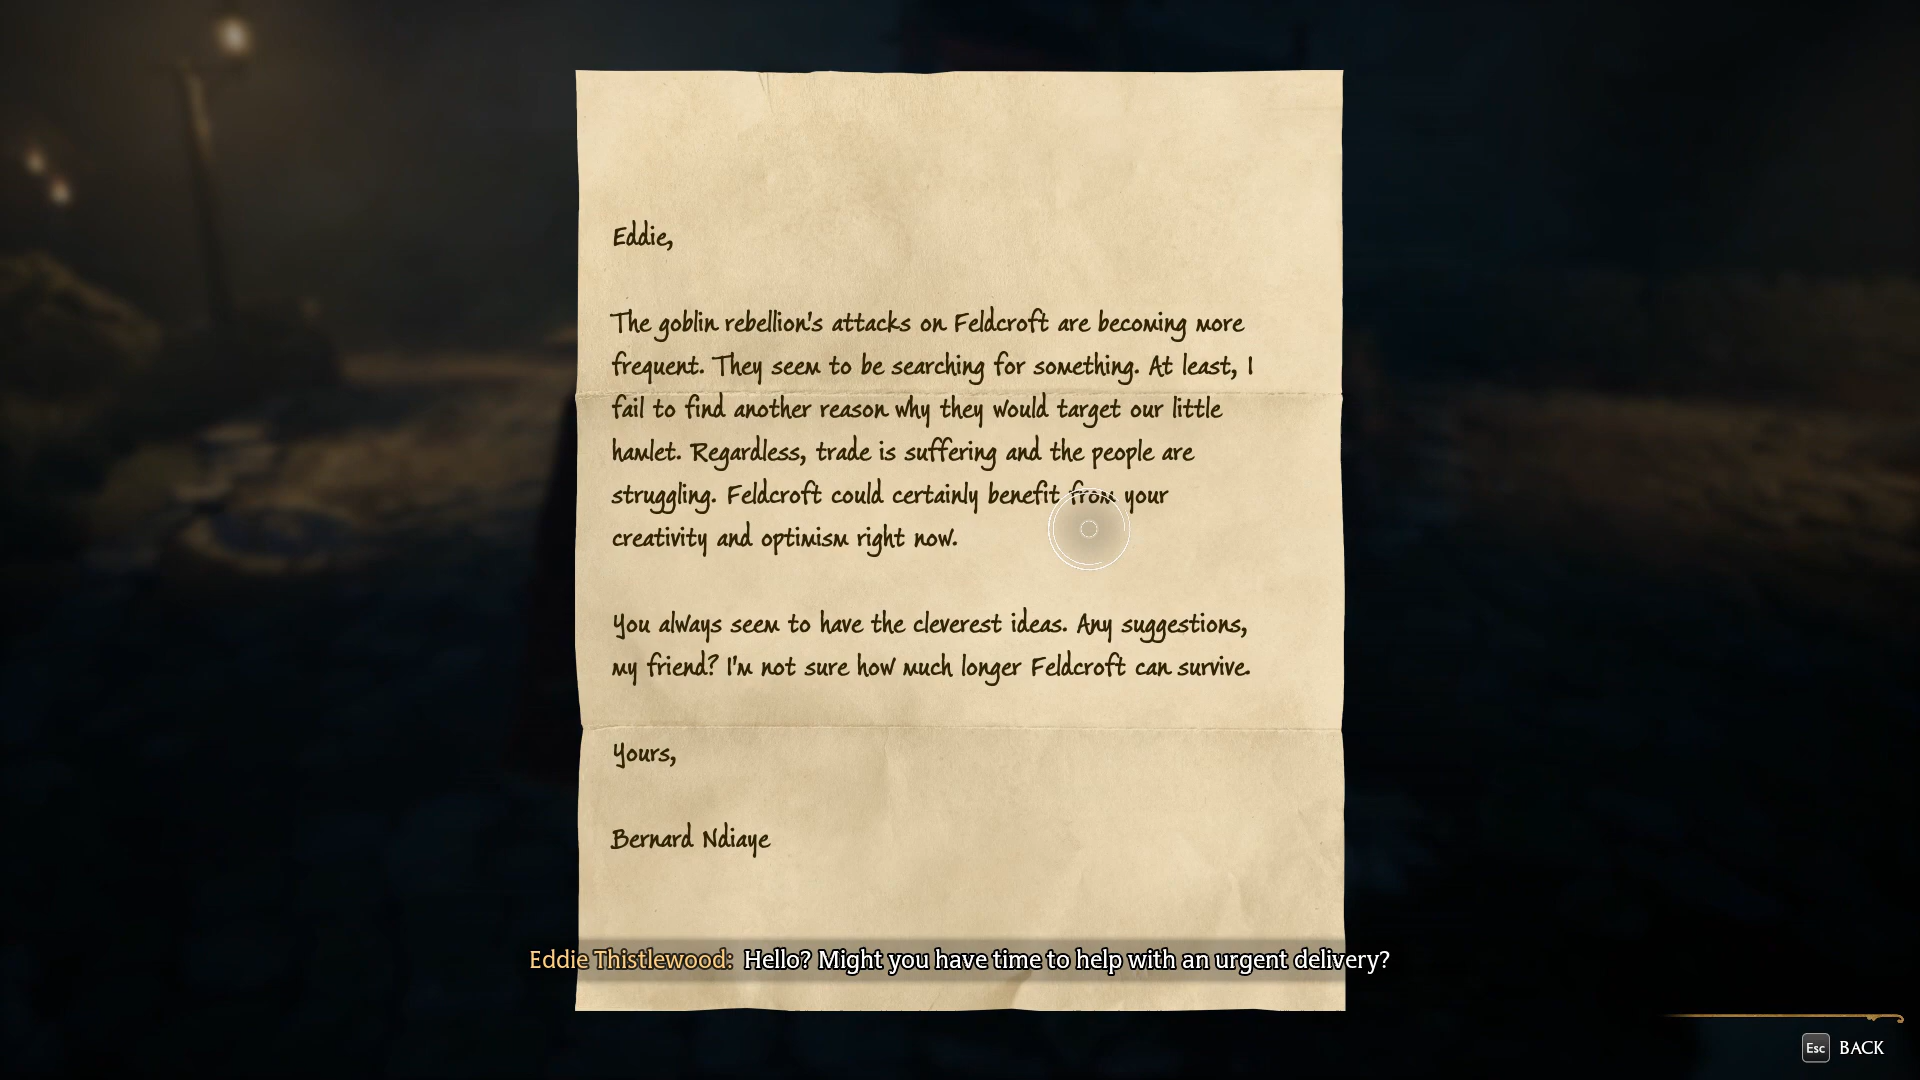 Eddie,
The goblin rebellion's attacks on Feldcroft are becoming more
frequent. They seem to be searching for something. At least, I
fail to find another reason why they would target our little
hamlet. Regardless, trade is suffering and the people are
struggling. Feldcroft could certainly benefit from your
creativity and optimism right now.
You always seem to have the cleverest ideas. Any suggestions,
my friend? I'm not sure how much longer Feldcroft can survive.
Yours,
Bernard Ndiaye
Eddie Thistlewood: Hello? Might you have time to help with an urgent delivery?
Esc BACK